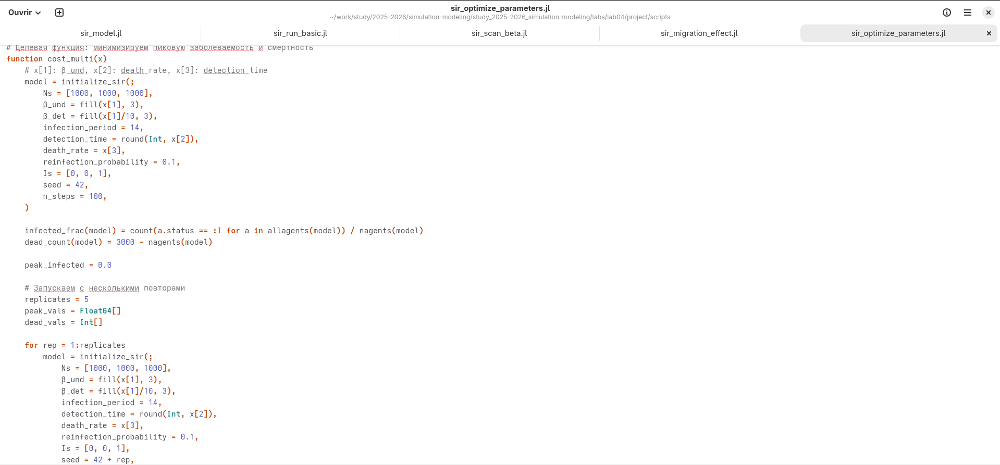 Ouvrir
sir_optimize_parameters.jl
~/work/study/2025-2026/simulation-modeling/study_2025-2026_simulation-modeling/labs/lab04/project/scripts
sir_model.jl
sir_run_basic.jl
sir_scan_beta.jl
sir_migration_effect.jl
sir_optimize_parameters.jl
# Целевая функция: минимизируем пиковую заболеваемость и смертность
function cost_multi(x)
    # x[1]: β_und, x[2]: death_rate, x[3]: detection_time
    model = initialize_sir(;
        Ns = [1000, 1000, 1000],
        β_und = fill(x[1], 3),
        β_det = fill(x[1]/10, 3),
        infection_period = 14,
        detection_time = round(Int, x[2]),
        death_rate = x[3],
        reinfection_probability = 0.1,
        Is = [0, 0, 1],
        seed = 42,
        n_steps = 100,
    )
    infected_frac(model) = count(a.status == :I for a in allagents(model)) / nagents(model)
    dead_count(model) = 3000 - nagents(model)
    peak_infected = 0.0
    # Запускаем с несколькими повторами
    replicates = 5
    peak_vals = Float64[]
    dead_vals = Int[]
    for rep = 1:replicates
        model = initialize_sir(;
            Ns = [1000, 1000, 1000],
            β_und = fill(x[1], 3),
            β_det = fill(x[1]/10, 3),
            infection_period = 14,
            detection_time = round(Int, x[2]),
            death_rate = x[3],
            reinfection_probability = 0.1,
            Is = [0, 0, 1],
            seed = 42 + rep,